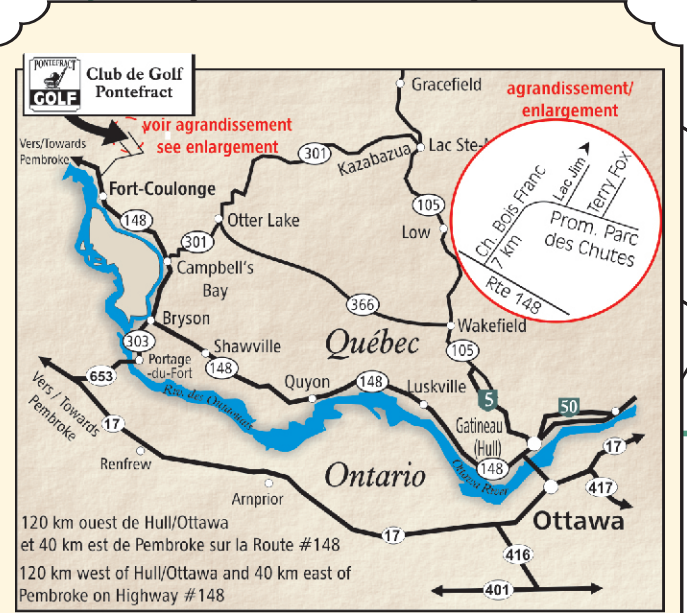 PONTEFRACT
GOLF
Club de Golf
Pontefract
voir agrandissement
see enlargement
Vers/Towards
Pembroke
agrandissement/
enlargement
Ch. Bois Franc
7 km
Lac Jim
Terry Fox
Prom. Parc
des Chutes
Rte 148
Gracefield
301
Kazabazua
Lac Ste-
105
Low
Fort-Coulonge
148
Otter Lake
301
Campbell's
Bay
366
Wakefield
Bryson
303
Portage
-du-Fort
Shawville
148
Québec
105
653
Vers / Towards
Pembroke
Riv. des Outaouais
Quyon
148
Luskville
5
50
Gatineau
(Hull)
148
Ottawa River
17
Renfrew
Arnprior
Ontario
17
417
Ottawa
17
416
401
120 km ouest de Hull/Ottawa
et 40 km est de Pembroke sur la Route #148
120 km west of Hull/Ottawa and 40 km east of
Pembroke on Highway #148